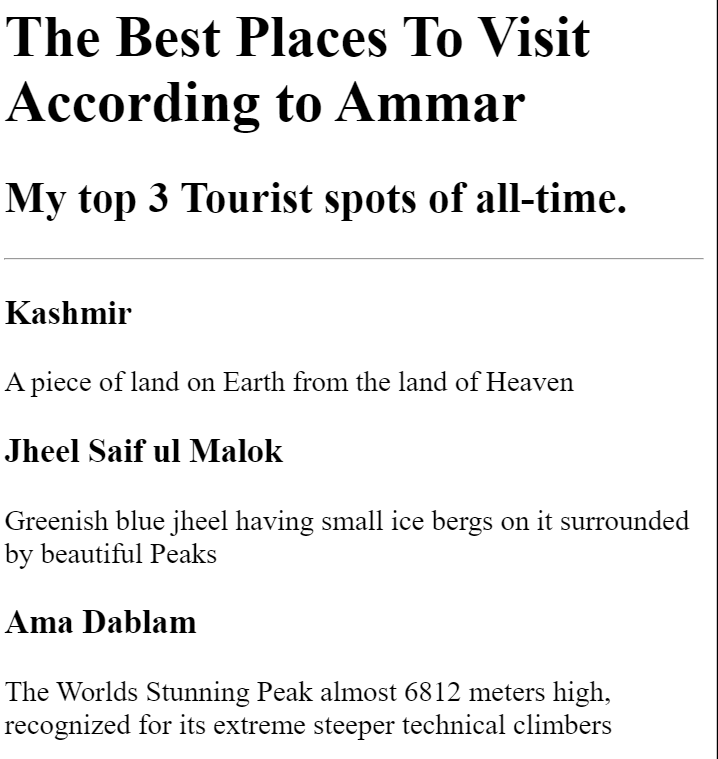 The Best Places To Visit
According to Ammar
My top 3 Tourist spots of all-time.
Kashmir
A piece of land on Earth from the land of Heaven
Jheel Saif ul Malok
Greenish blue jheel having small ice bergs on it surrounded
by beautiful Peaks
Ama Dablam
The Worlds Stunning Peak almost 6812 meters high,
recognized for its extreme steeper technical climbers